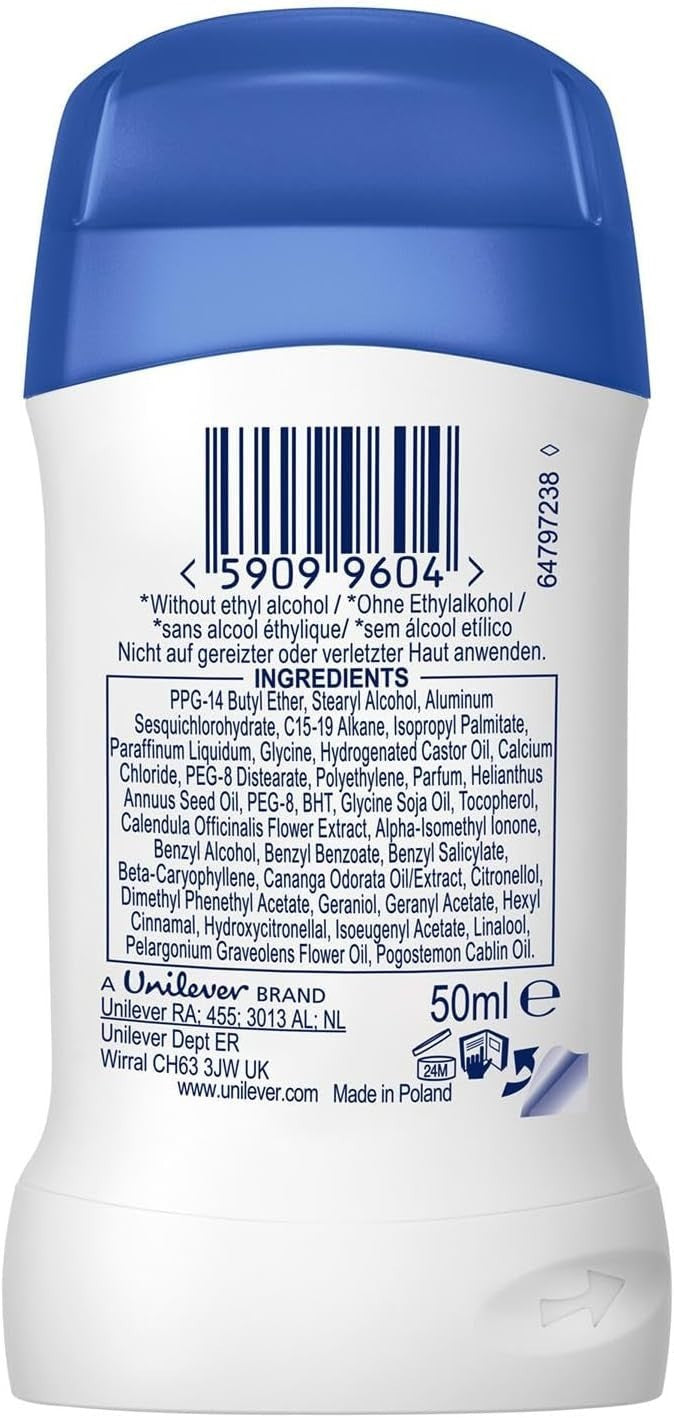 <5909 9604>
64797238 ◇
*Without ethyl alcohol / *Ohne Ethylalkohol /
*sans alcool éthylique/ *sem álcool etílico
Nicht auf gereizter oder verletzter Haut anwenden.
INGREDIENTS
PPG-14 Butyl Ether, Stearyl Alcohol, Aluminum
Sesquichlorohydrate, C15-19 Alkane, Isopropyl Palmitate,
Paraffinum Liquidum, Glycine, Hydrogenated Castor Oil, Calcium
Chloride, PEG-8 Distearate, Polyethylene, Parfum, Helianthus
Annuus Seed Oil, PEG-8, BHT, Glycine Soja Oil, Tocopherol,
Calendula Officinalis Flower Extract, Alpha-Isomethyl Ionone,
Benzyl Alcohol, Benzyl Benzoate, Benzyl Salicylate,
Beta-Caryophyllene, Cananga Odorata Oil/Extract, Citronellol,
Dimethyl Phenethyl Acetate, Geraniol, Geranyl Acetate, Hexyl
Cinnamal, Hydroxycitronellal, Isoeugenyl Acetate, Linalool,
Pelargonium Graveolens Flower Oil, Pogostemon Cablin Oil.
A Unilever BRAND
Unilever RA; 455; 3013 AL; NL
Unilever Dept ER
Wirral CH63 3JW UK
www.unilever.com Made in Poland
50ml ℮
24M